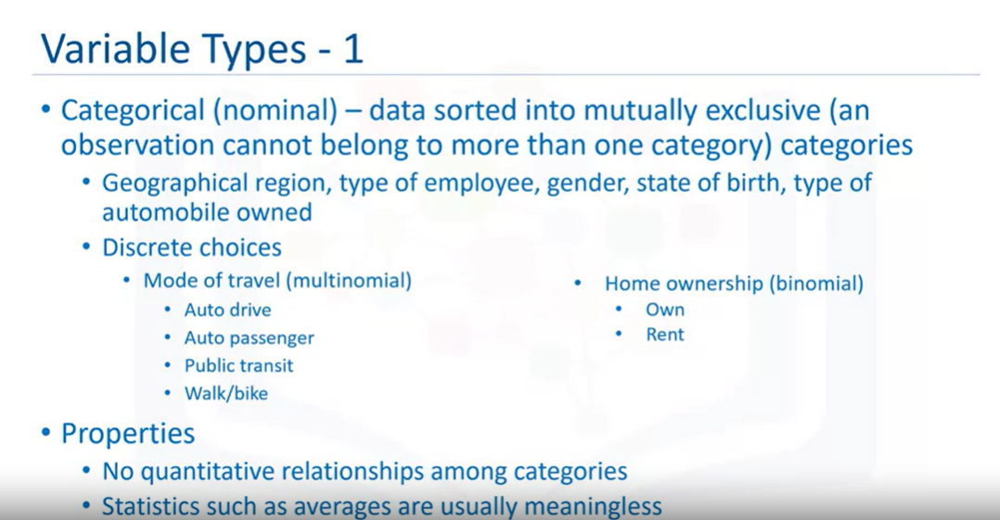 Variable Types - 1
• Categorical (nominal) – data sorted into mutually exclusive (an
observation cannot belong to more than one category) categories
• Geographical region, type of employee, gender, state of birth, type of
automobile owned
• Discrete choices
• Mode of travel (multinomial)
• Auto drive
• Auto passenger
• Public transit
• Walk/bike
• Home ownership (binomial)
• Own
• Rent
• Properties
• No quantitative relationships among categories
• Statistics such as averages are usually meaningless